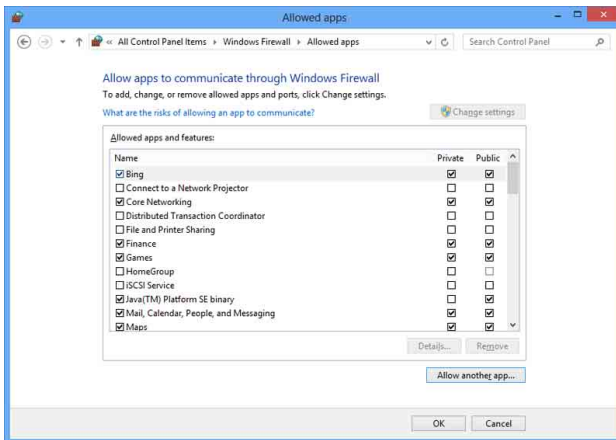 Allowed apps
« All Control Panel Items ▸ Windows Firewall ▸ Allowed apps Search Control Panel
Allow apps to communicate through Windows Firewall
To add, change, or remove allowed apps and ports, click Change settings.
What are the risks of allowing an app to communicate? Change settings
Allowed apps and features:
Name Private Public
Bing
Connect to a Network Projector
Core Networking
Distributed Transaction Coordinator
File and Printer Sharing
Finance
Games
HomeGroup
iSCSI Service
Java(TM) Platform SE binary
Mail, Calendar, People, and Messaging
Maps
Details... Remove
Allow another app...
OK Cancel